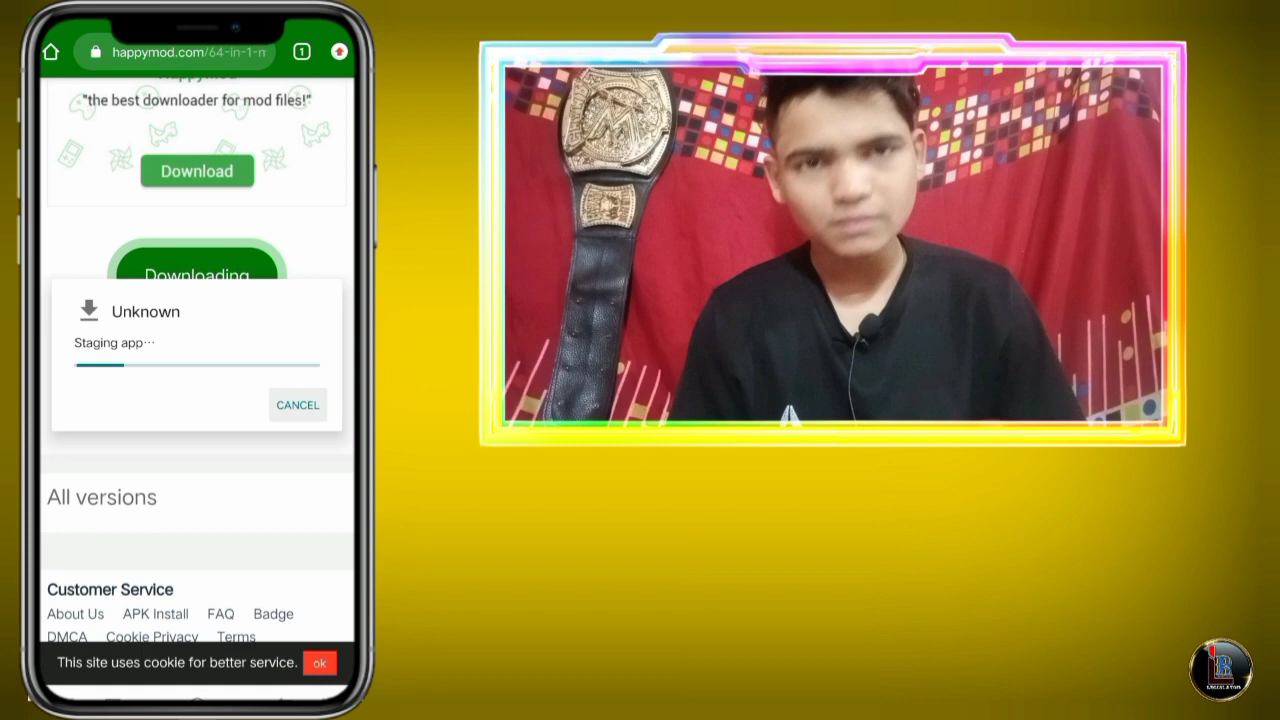 happymod.com/64-in-1-m
1
"the best downloader for mod files!"
Download
Downloading
Unknown
Staging app...
CANCEL
All versions
Customer Service
About Us APK Install FAQ Badge
DMCA Cookie Privacy Terms
This site uses cookie for better service. ok